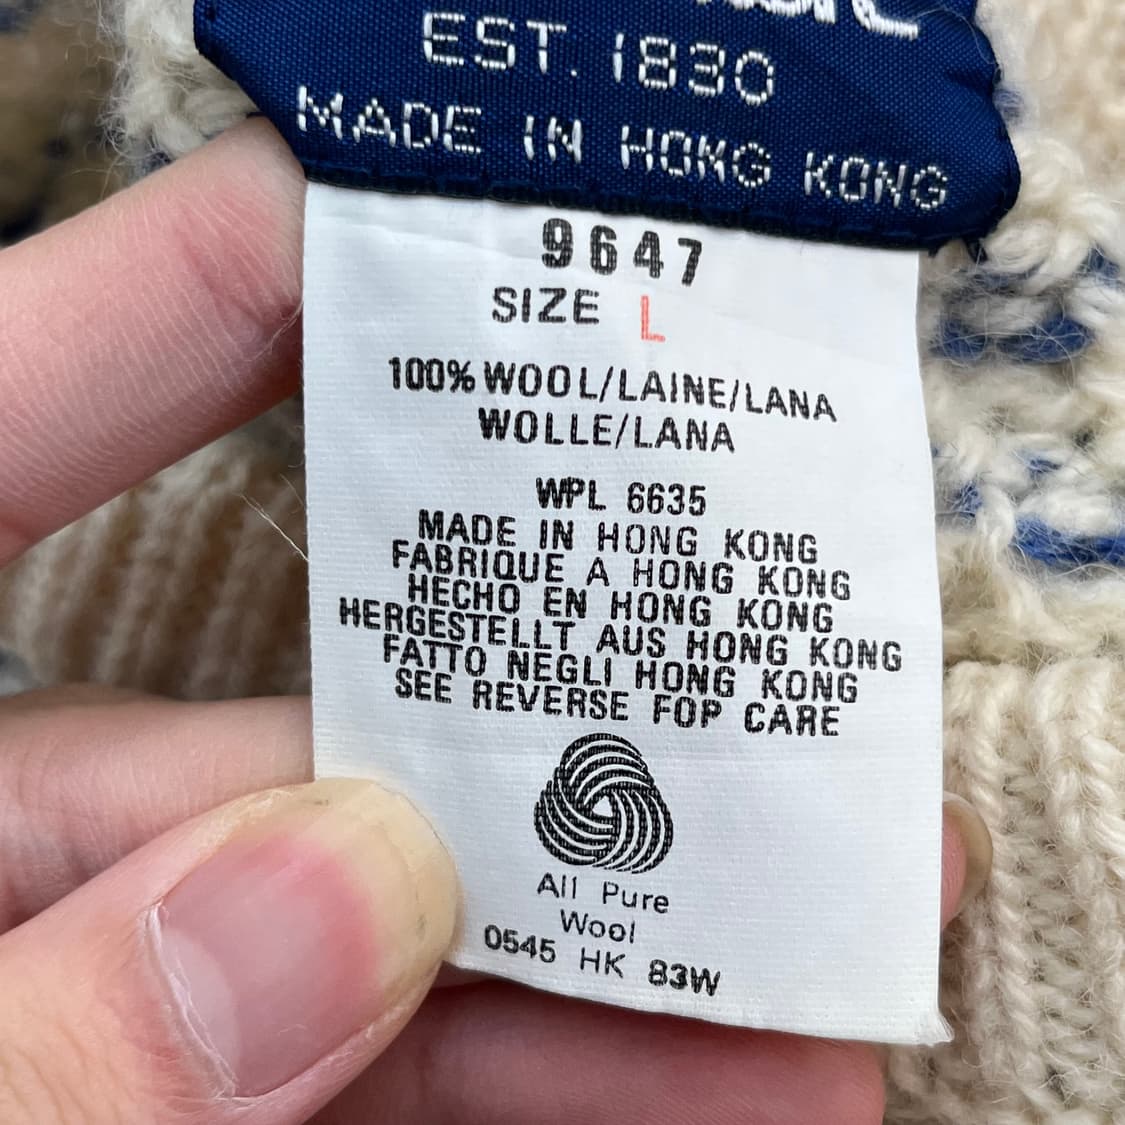 EST. 1830
MADE IN HONG KONG
9647
SIZE L
100% WOOL/LAINE/LANA
WOLLE/LANA
WPL 6635
MADE IN HONG KONG
FABRIQUE A HONG KONG
HECHO EN HONG KONG
HERGESTELLT AUS HONG KONG
FATTO NEGLI HONG KONG
SEE REVERSE FOP CARE
All Pure
Wool
0545 HK 83W